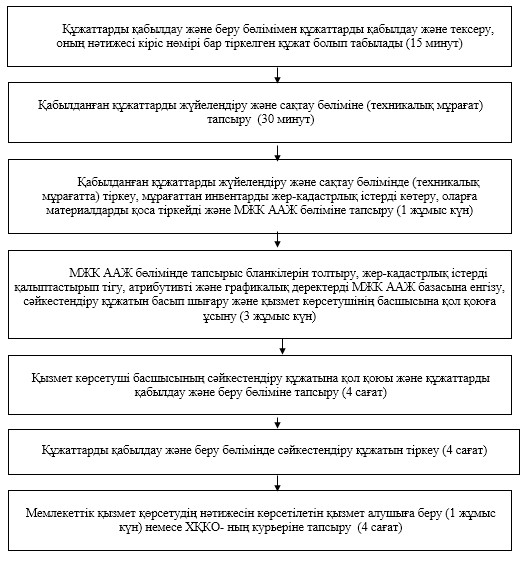 Құжаттарды қабылдау және беру бөлімімен құжаттарды қабылдау және тексеру,
оның нәтижесі кіріс нөмірі бар тіркелген құжат болып табылады (15 минут)
Қабылданған құжаттарды жүйелендіру және сақтау бөліміне (техникалық мұрағат)
тапсыру (30 минут)
Қабылданған құжаттарды жүйелендіру және сақтау бөлімінде (техникалық
мұрағатта) тіркеу, мұрағаттан инвентарды жер-кадастрлық істерді көтеру, оларға
материалдарды қоса тіркейді және МЖК ААЖ бөліміне тапсыру (1 жұмыс күн)
МЖК ААЖ бөлімінде тапсырыс бланкілерін толтыру, жер-кадастрлық істерді
қалыптастырып тігу, атрибутивті және графикалық деректерді МЖК ААЖ базасына енгізу,
сәйкестендіру құжатын басып шығару және қызмет көрсетушінің басшысына қол қоюға
ұсыну (3 жұмыс күн)
Қызмет көрсетуші басшысының сәйкестендіру құжатына қол қоюы және құжаттарды
қабылдау және беру бөліміне тапсыру (4 сағат)
Құжаттарды қабылдау және беру бөлімінде сәйкестендіру құжатын тіркеу (4 сағат)
Мемлекеттік қызмет қөрсетудің нәтижесін көрсетілетін қызмет алушыға беру (1 жұмыс
күн) немесе ХҚКО- ның курьеріне тапсыру (4 сағат)